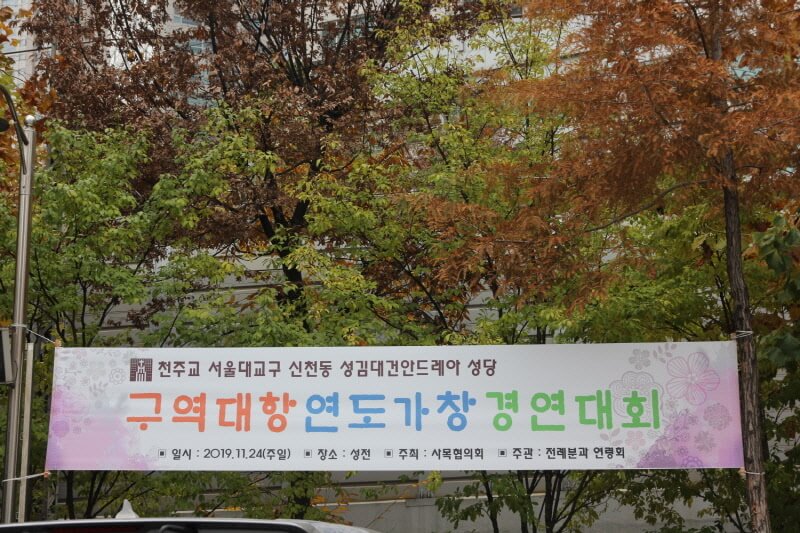 천주교 서울대교구 신천동 성김대건안드레아 성당
구역대항연도가창경연대회
▣ 일시 : 2019.11.24(주일) ▣ 장소 : 성전 ▣ 주최 : 사목협의회 ▣ 주관 : 전례분과 연령회